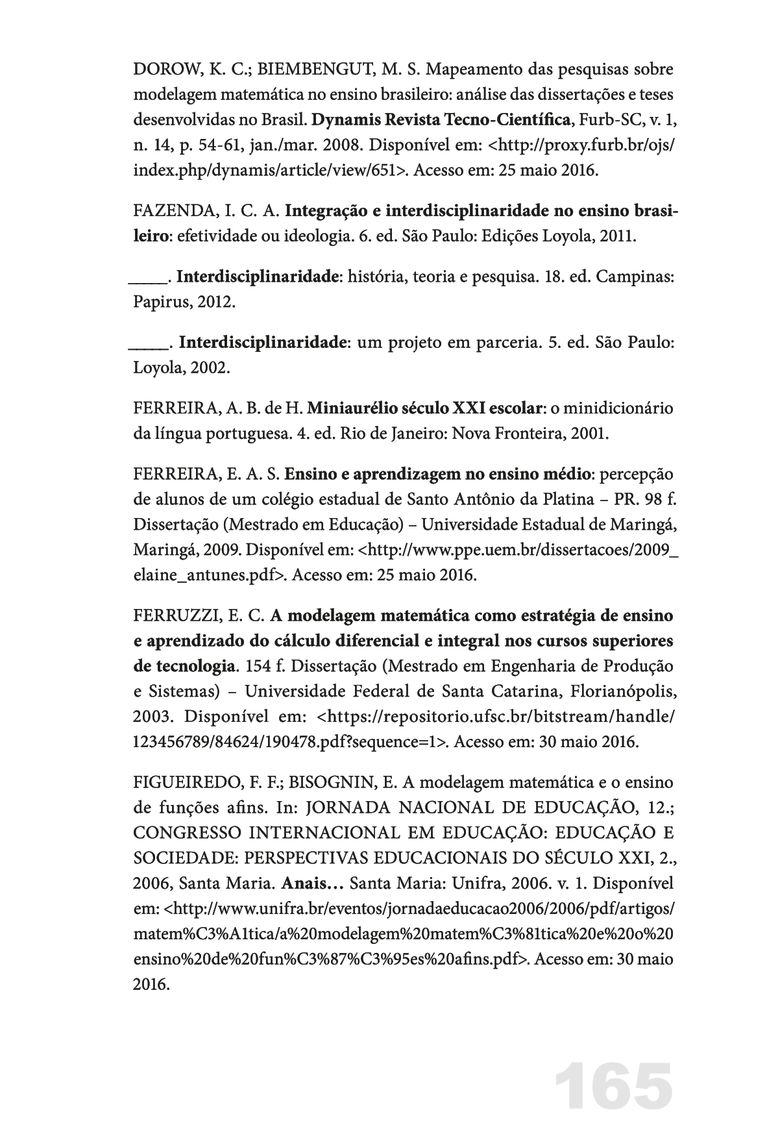 DOROW, K. C.; BIEMBENGUT, M. S. Mapeamento das pesquisas sobre
modelagem matemática no ensino brasileiro: análise das dissertações e teses
desenvolvidas no Brasil. Dynamis Revista Tecno-Científica, Furb-SC, v. 1,
n. 14, p. 54-61, jan./mar. 2008. Disponível em: <http://proxy.furb.br/ojs/
index.php/dynamis/article/view/651>. Acesso em: 25 maio 2016.
FAZENDA, I. C. A. Integração e interdisciplinaridade no ensino brasi-
leiro: efetividade ou ideologia. 6. ed. São Paulo: Edições Loyola, 2011.
_____. Interdisciplinaridade: história, teoria e pesquisa. 18. ed. Campinas:
Papirus, 2012.
_____. Interdisciplinaridade: um projeto em parceria. 5. ed. São Paulo:
Loyola, 2002.
FERREIRA, A. B. de H. Miniaurélio século XXI escolar: o minidicionário
da língua portuguesa. 4. ed. Rio de Janeiro: Nova Fronteira, 2001.
FERREIRA, E. A. S. Ensino e aprendizagem no ensino médio: percepção
de alunos de um colégio estadual de Santo Antônio da Platina – PR. 98 f.
Dissertação (Mestrado em Educação) – Universidade Estadual de Maringá,
Maringá, 2009. Disponível em: <http://www.ppe.uem.br/dissertacoes/2009_
elaine_antunes.pdf>. Acesso em: 25 maio 2016.
FERRUZZI, E. C. A modelagem matemática como estratégia de ensino
e aprendizado do cálculo diferencial e integral nos cursos superiores
de tecnologia. 154 f. Dissertação (Mestrado em Engenharia de Produção
e Sistemas) – Universidade Federal de Santa Catarina, Florianópolis,
2003. Disponível em: <https://repositorio.ufsc.br/bitstream/handle/
123456789/84624/190478.pdf?sequence=1>. Acesso em: 30 maio 2016.
FIGUEIREDO, F. F.; BISOGNIN, E. A modelagem matemática e o ensino
de funções afins. In: JORNADA NACIONAL DE EDUCAÇÃO, 12.;
CONGRESSO INTERNACIONAL EM EDUCAÇÃO: EDUCAÇÃO E
SOCIEDADE: PERSPECTIVAS EDUCACIONAIS DO SÉCULO XXI, 2.,
2006, Santa Maria. Anais… Santa Maria: Unifra, 2006. v. 1. Disponível
em: <http://www.unifra.br/eventos/jornadaeducacao2006/2006/pdf/artigos/
matem%C3%A1tica/a%20modelagem%20matem%C3%81tica%20e%20o%20
ensino%20de%20fun%C3%87%C3%95es%20afins.pdf>. Acesso em: 30 maio
2016.
165